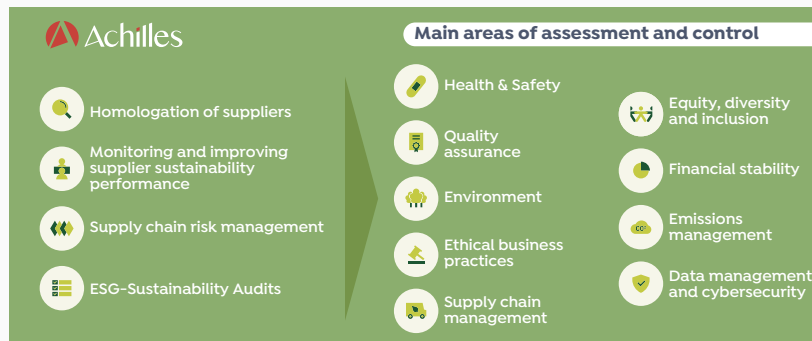 Achilles
Homologation of suppliers
Monitoring and improving
supplier sustainability
performance
Supply chain risk management
ESG-Sustainability Audits
Main areas of assessment and control
Health & Safety
Quality
assurance
Environment
Ethical business
practices
Supply chain
management
Equity, diversity
and inclusion
Financial stability
CO²
Emissions
management
Data management
and cybersecurity